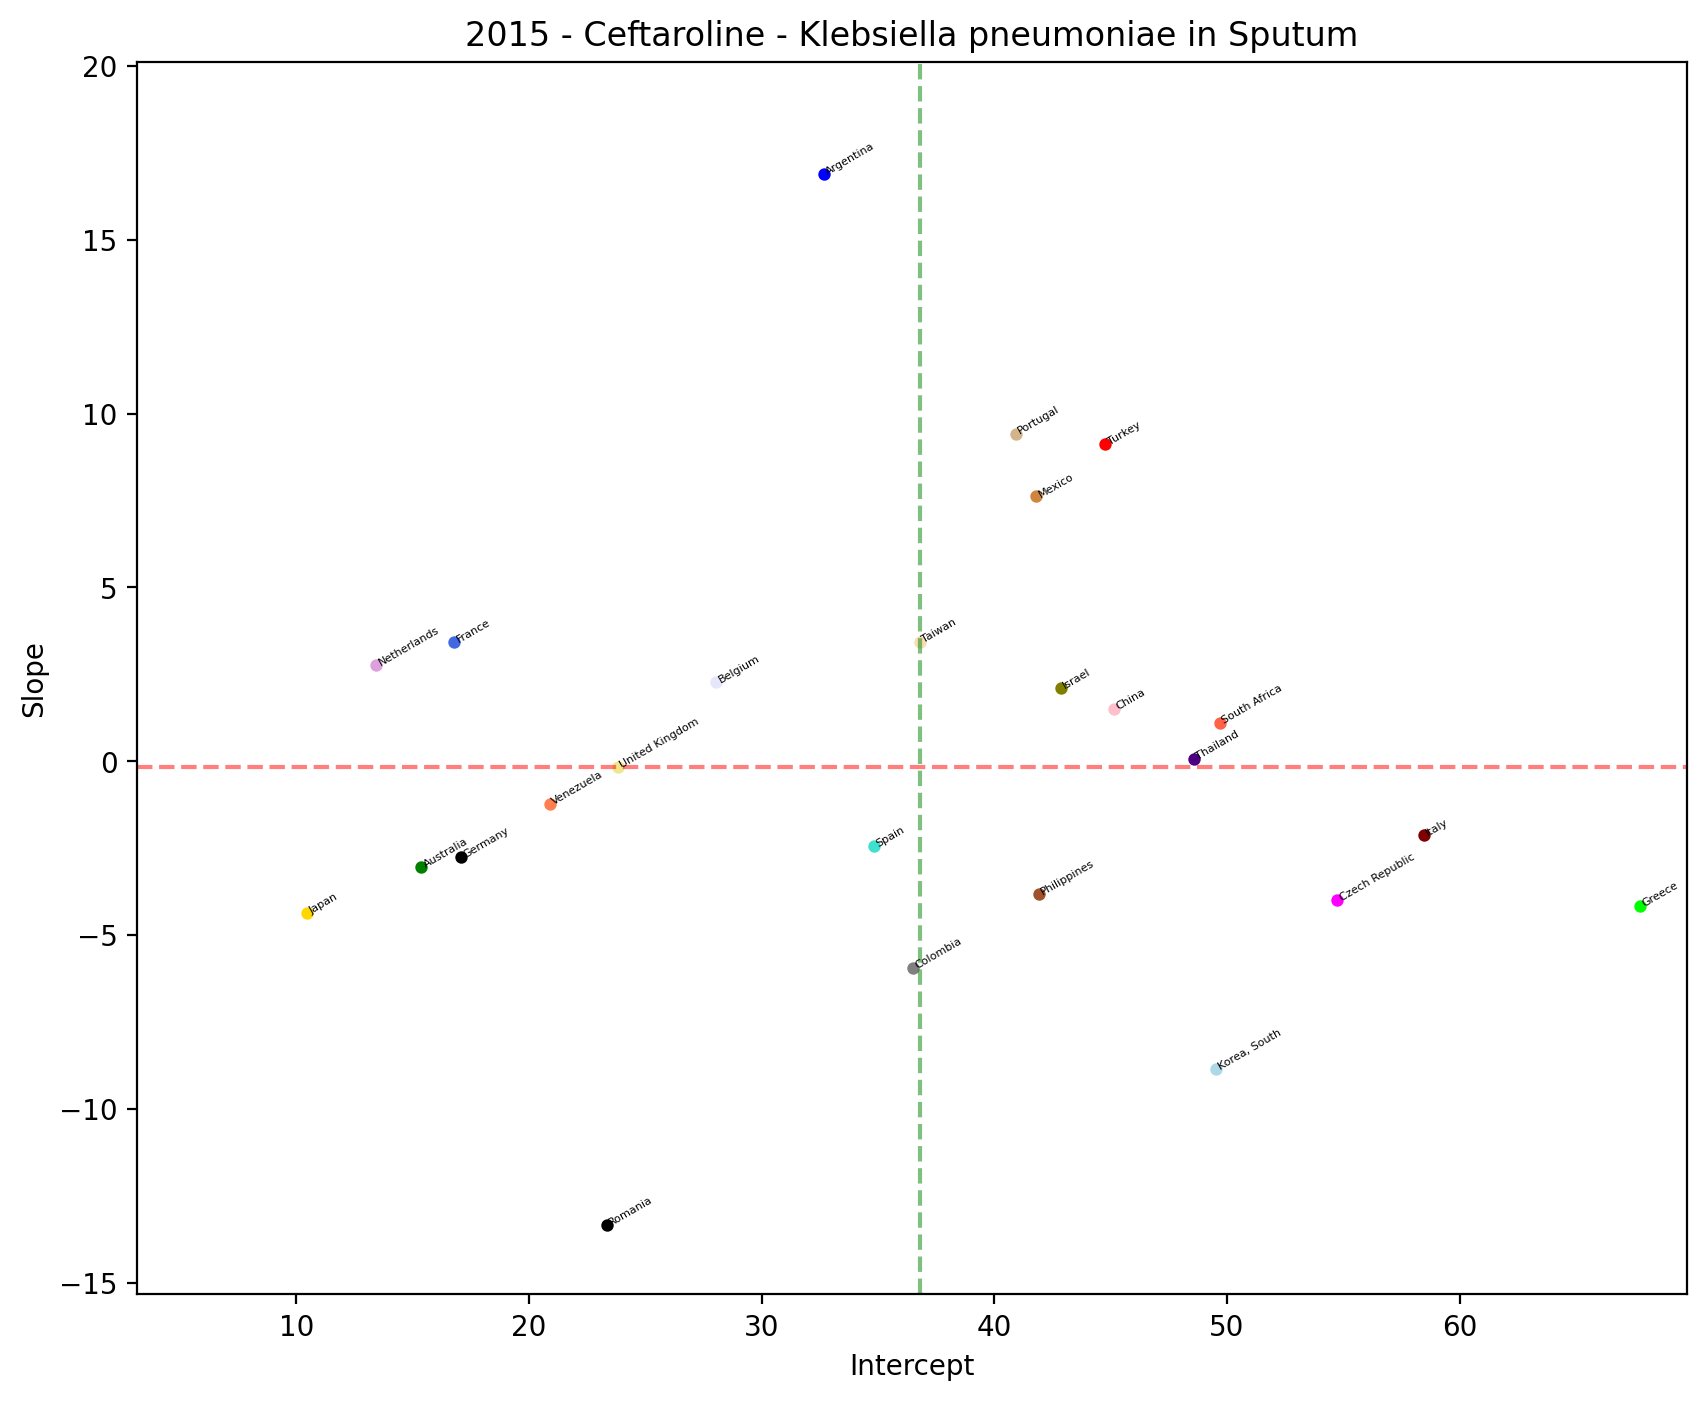 2015 - Ceftaroline - Klebsiella pneumoniae in Sputum
20
15
10
5
0
−5
−10
−15
Slope
Argentina
Portugal
Turkey
Mexico
Netherlands
France
Taiwan
Belgium
Israel
China
South Africa
United Kingdom
Thailand
Venezuela
Australia
Germany
Spain
Italy
Philippines
Czech Republic
Japan
Greece
Colombia
Korea, South
Romania
10
20
30
40
50
60
Intercept